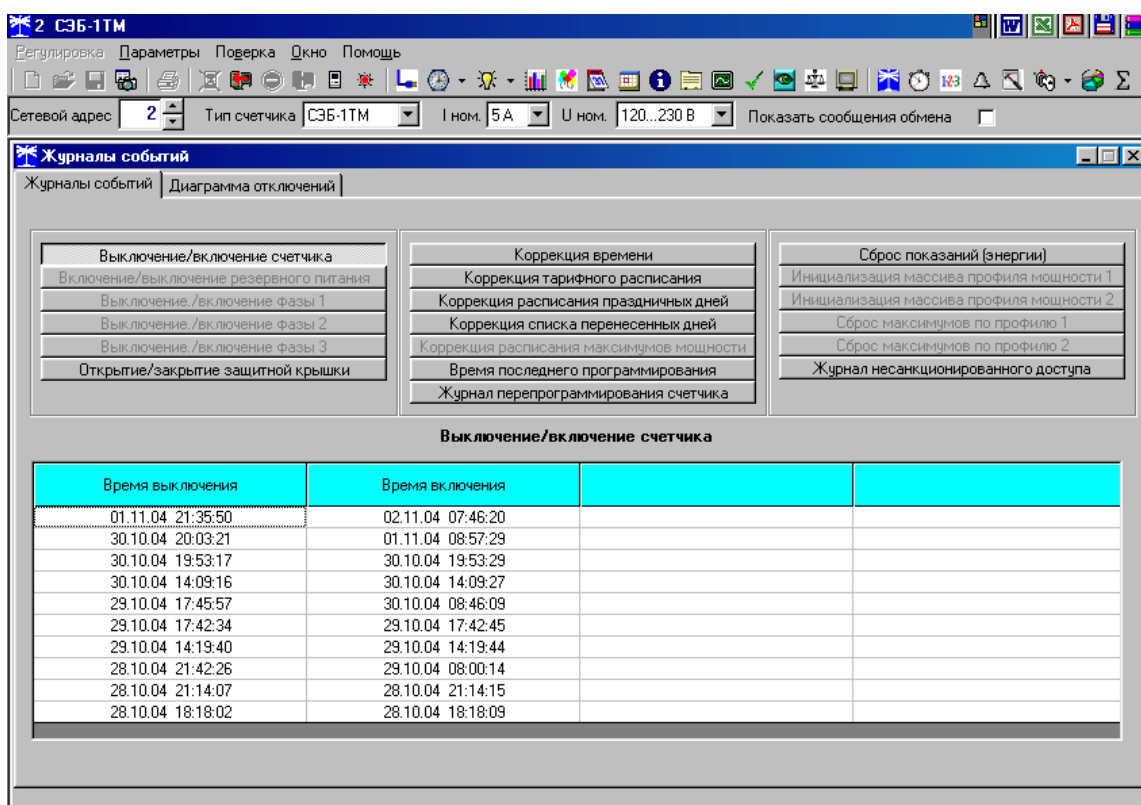 2 СЭБ-1ТМ
Регулировка Параметры Поверка Окно Помощь
Сетевой адрес 2 Тип счетчика СЭБ-1ТМ I ном. 5 А U ном. 120...230 В Показать сообщения обмена
Журналы событий
Журналы событий Диаграмма отключений
Выключение/включение счетчика
Включение/выключение резервного питания
Выключение./включение фазы 1
Выключение./включение фазы 2
Выключение./включение фазы 3
Открытие/закрытие защитной крышки
Коррекция времени
Коррекция тарифного расписания
Коррекция расписания праздничных дней
Коррекция списка перенесенных дней
Коррекция расписания максимумов мощности
Время последнего программирования
Журнал перепрограммирования счетчика
Сброс показаний (энергии)
Инициализация массива профиля мощности 1
Инициализация массива профиля мощности 2
Сброс максимумов по профилю 1
Сброс максимумов по профилю 2
Журнал несанкционированного доступа
Выключение/включение счетчика
Время выключения Время включения
01.11.04 21:35:50 02.11.04 07:46:20
30.10.04 20:03:21 01.11.04 08:57:29
30.10.04 19:53:17 30.10.04 19:53:29
30.10.04 14:09:16 30.10.04 14:09:27
29.10.04 17:45:57 30.10.04 08:46:09
29.10.04 17:42:34 29.10.04 17:42:45
29.10.04 14:19:40 29.10.04 14:19:44
28.10.04 21:42:26 29.10.04 08:00:14
28.10.04 21:14:07 28.10.04 21:14:15
28.10.04 18:18:02 28.10.04 18:18:09